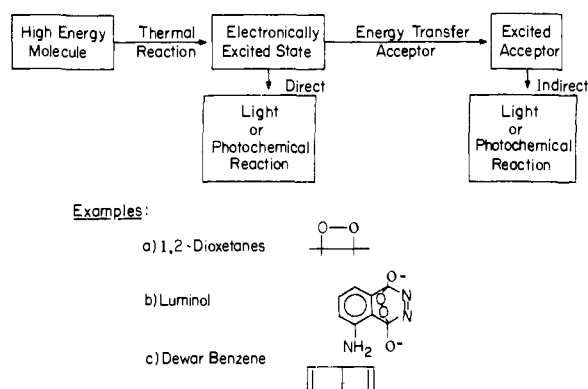 High Energy
Molecule
Thermal
Reaction
Electronically
Excited State
Energy Transfer
Acceptor
Excited
Acceptor
Direct
Indirect
Light
or
Photochemical
Reaction
Light
or
Photochemical
Reaction
Examples:
a) 1,2-Dioxetanes
O—O
b) Luminol
O-
O
O
N
N
NH2
O-
c) Dewar Benzene